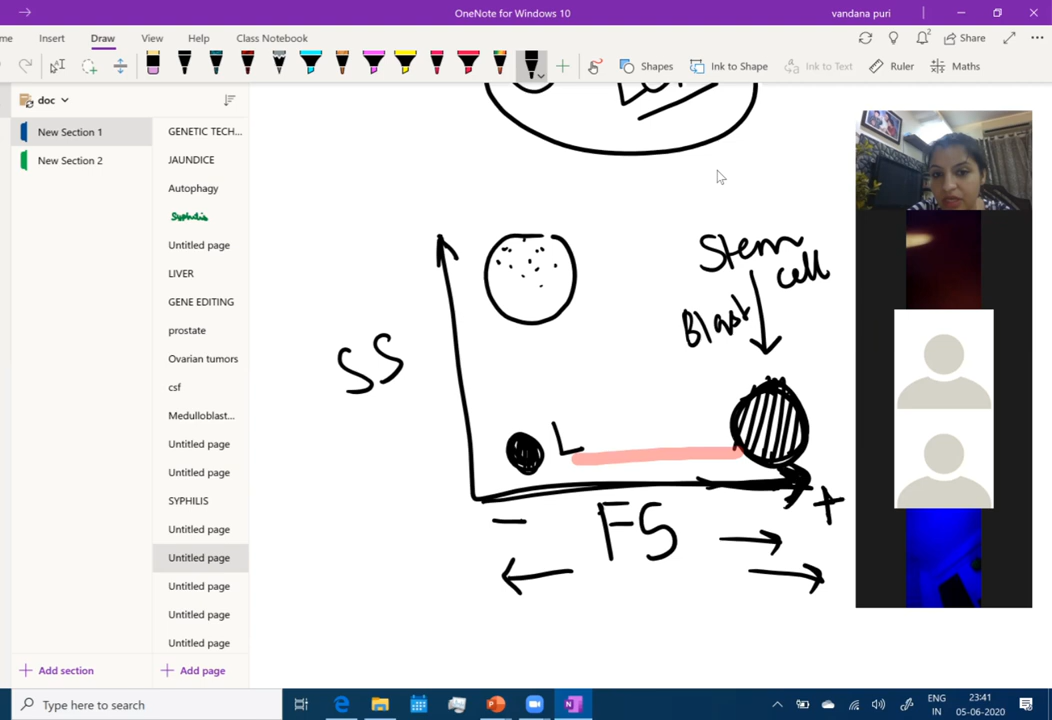 OneNote for Windows 10
vandana puri
me
Insert
Draw
View
Help
Class Notebook
Share
Shapes
Ink to Shape
Ink to Text
Ruler
Maths
doc
New Section 1
New Section 2
GENETIC TECH...
JAUNDICE
Autophagy
Syphilis
Untitled page
LIVER
GENE EDITING
prostate
Ovarian tumors
csf
Medulloblast...
Untitled page
Untitled page
SYPHILIS
Untitled page
Untitled page
Untitled page
Untitled page
Untitled page
Add section
Add page
Stem
cell
Blast
SS
L
FS
+
–
Type here to search
ENG
IN
23:41
05-06-2020